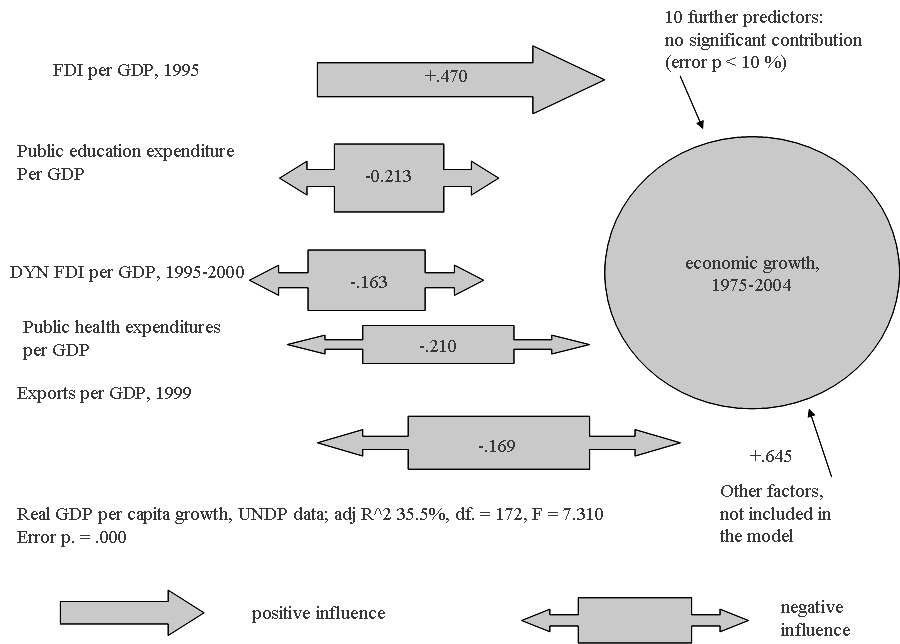 10 further predictors:
no significant contribution
(error p < 10 %)
FDI per GDP, 1995
+.470
Public education expenditure
Per GDP
-0.213
DYN FDI per GDP, 1995-2000
-.163
economic growth,
1975-2004
Public health expenditures
per GDP
-.210
Exports per GDP, 1999
-.169
+.645
Other factors,
not included in
the model
Real GDP per capita growth, UNDP data; adj R^2 35.5%, df. = 172, F = 7.310
Error p. = .000
positive influence
negative
influence